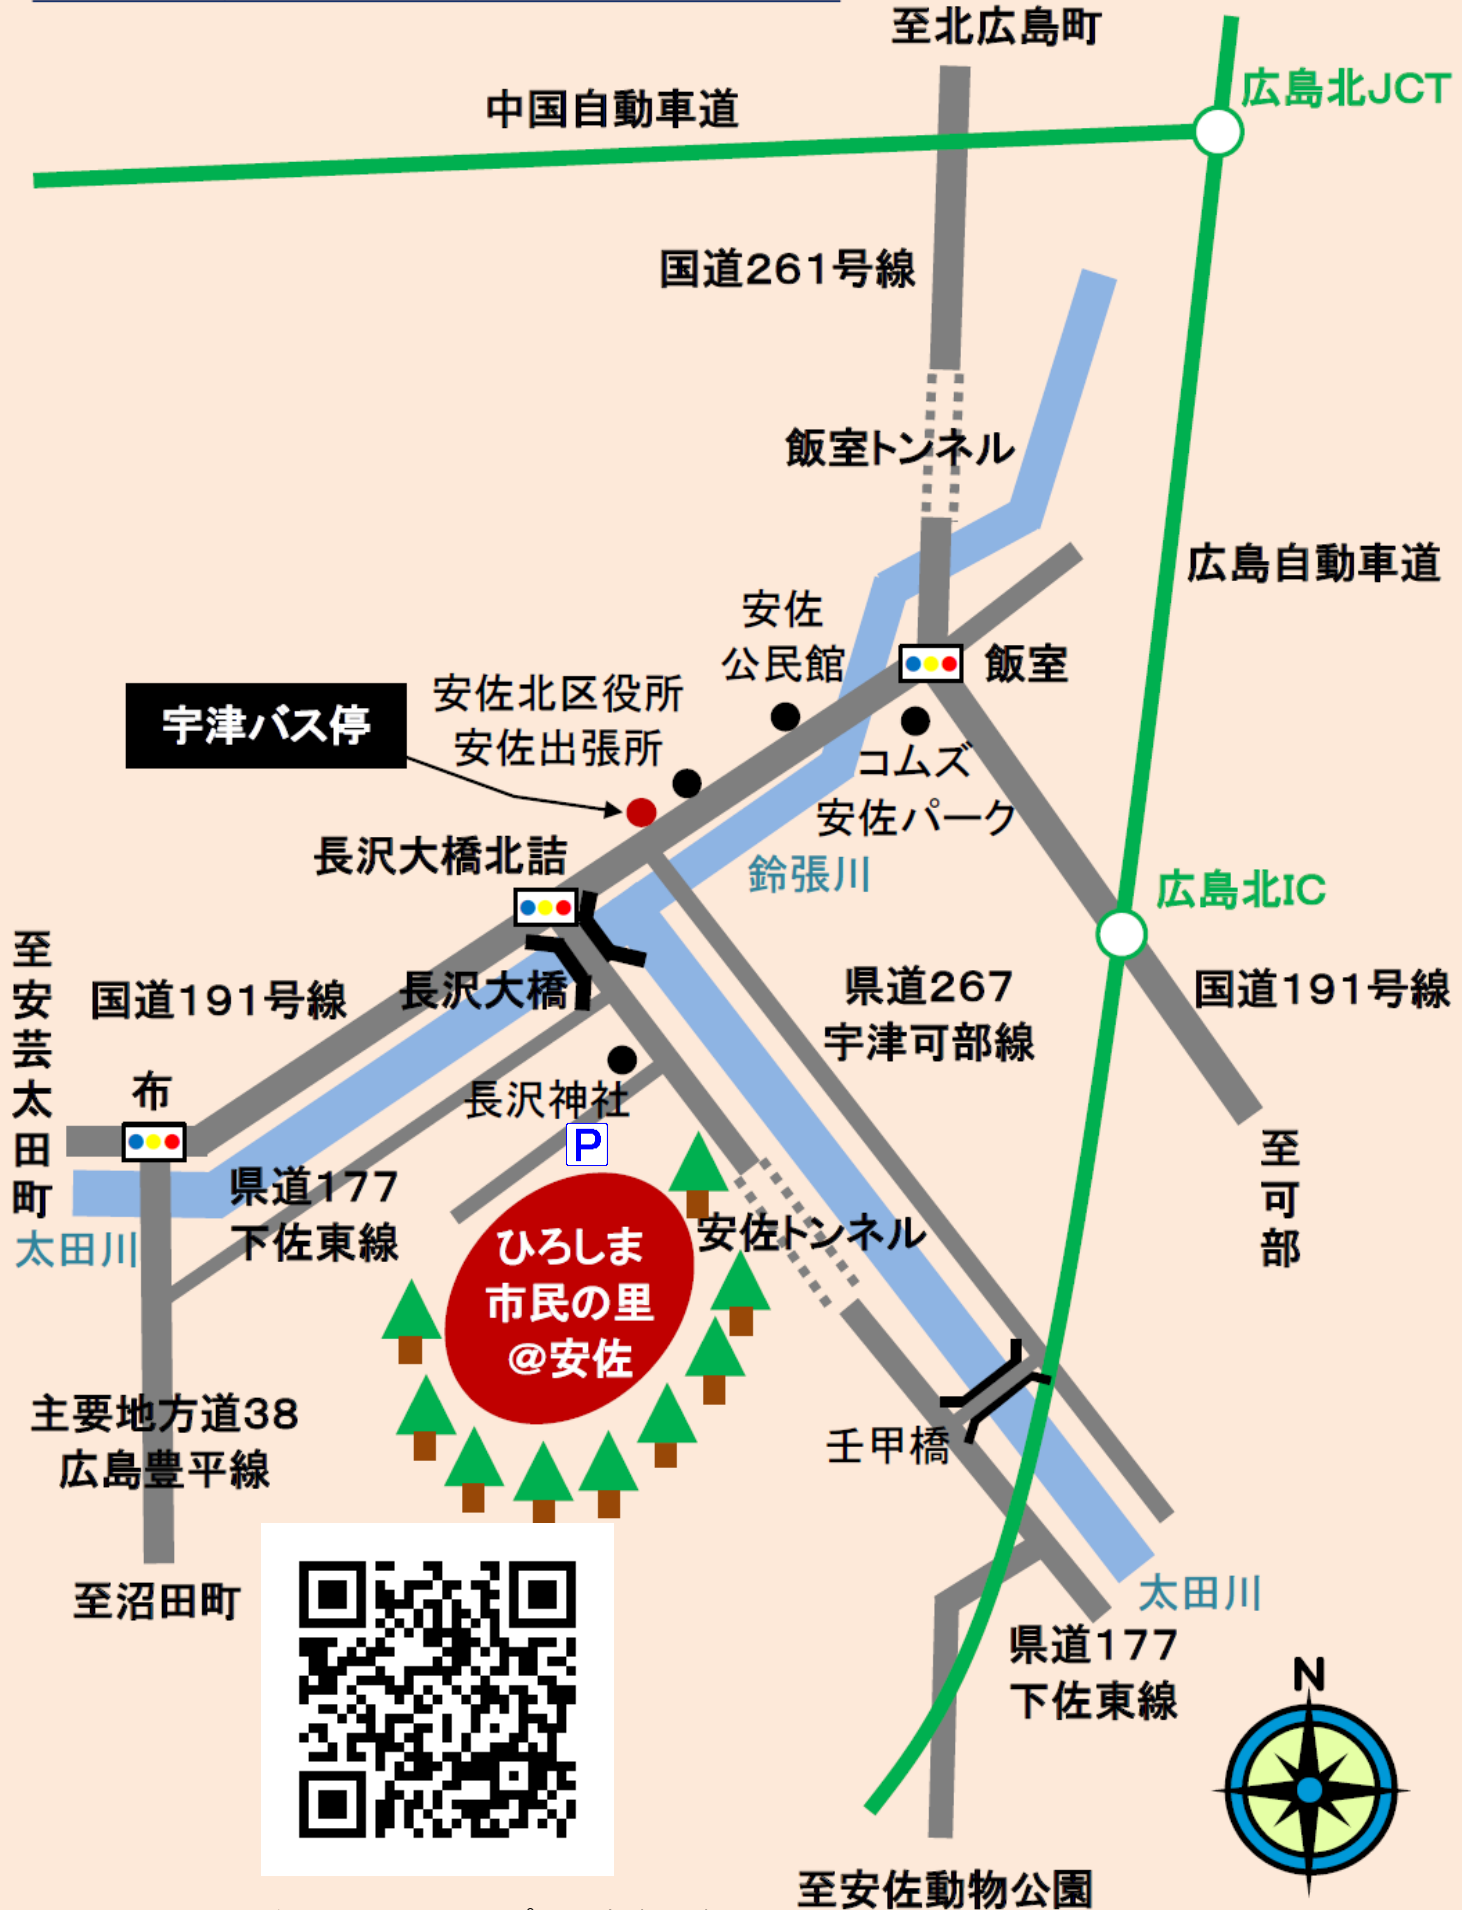 至北広島町
広島北JCT
中国自動車道
国道261号線
飯室トンネル
広島自動車道
安佐
公民館
飯室
安佐北区役所
安佐出張所
宇津バス停
コムズ
安佐パーク
長沢大橋北詰
鈴張川
広島北IC
至安芸太田町
国道191号線
長沢大橋
県道267
宇津可部線
国道191号線
布
長沢神社
P
至可部
県道177
下佐東線
太田川
安佐トンネル
ひろしま
市民の里
@安佐
主要地方道38
広島豊平線
壬甲橋
至沼田町
太田川
県道177
下佐東線
N
至安佐動物公園